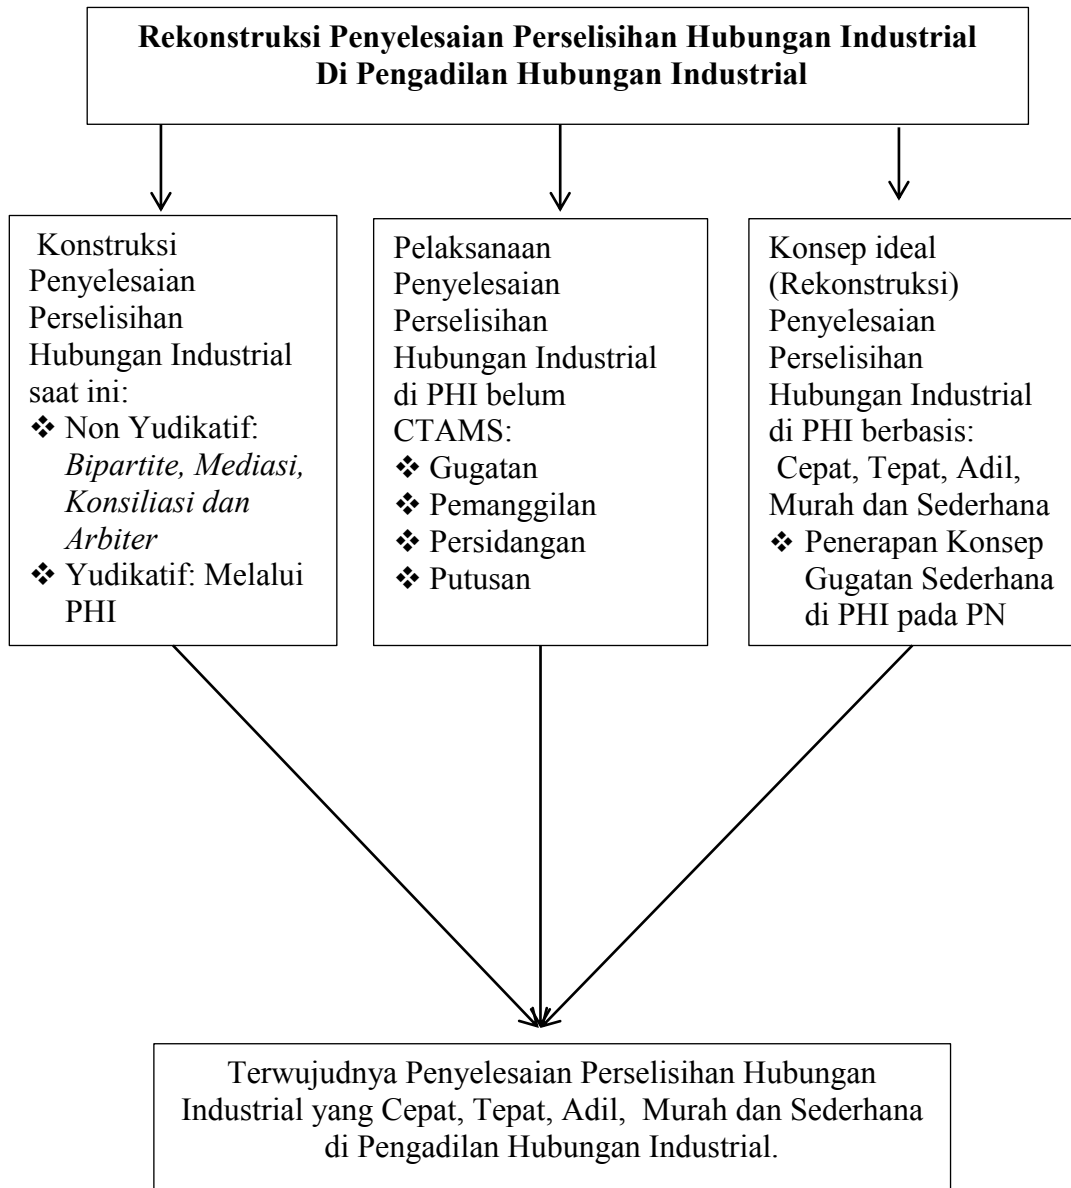 Rekonstruksi Penyelesaian Perselisihan Hubungan Industrial
Di Pengadilan Hubungan Industrial
Konstruksi
Penyelesaian
Perselisihan
Hubungan Industrial
saat ini:
❖ Non Yudikatif:
Bipartite, Mediasi,
Konsiliasi dan
Arbiter
❖ Yudikatif: Melalui
PHI
Pelaksanaan
Penyelesaian
Perselisihan
Hubungan Industrial
di PHI belum
CTAMS:
❖ Gugatan
❖ Pemanggilan
❖ Persidangan
❖ Putusan
Konsep ideal
(Rekonstruksi)
Penyelesaian
Perselisihan
Hubungan Industrial
di PHI berbasis:
Cepat, Tepat, Adil,
Murah dan Sederhana
❖ Penerapan Konsep
Gugatan Sederhana
di PHI pada PN
Terwujudnya Penyelesaian Perselisihan Hubungan
Industrial yang Cepat, Tepat, Adil, Murah dan Sederhana
di Pengadilan Hubungan Industrial.